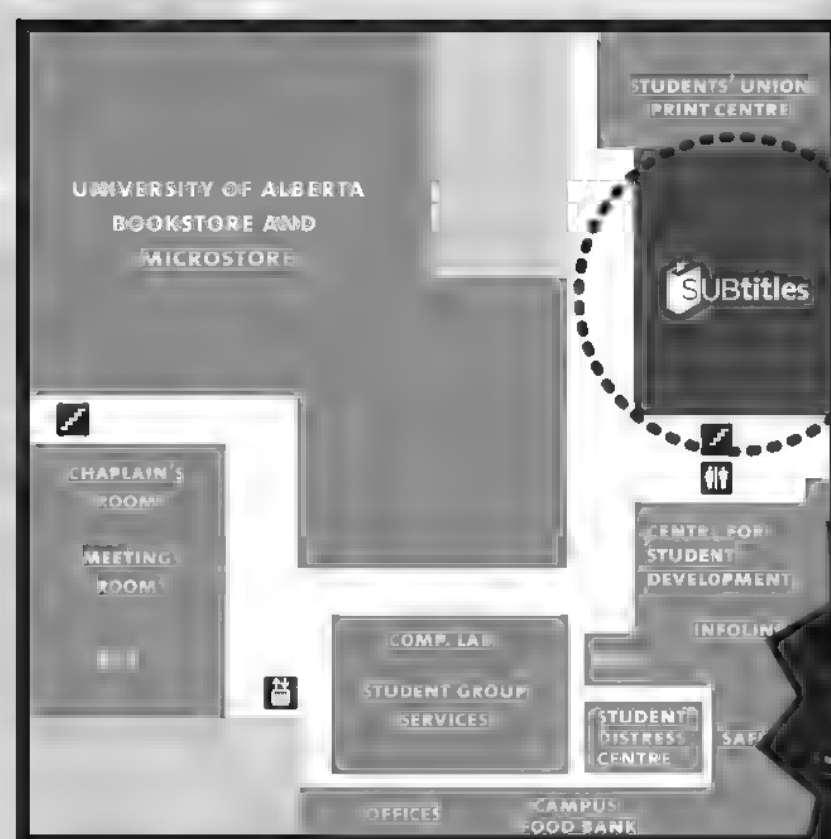 STUDENTS' UNION
PRINT CENTRE
UNIVERSITY OF ALBERTA
BOOKSTORE AND
MICROSTORE
SUBtitles
CHAPLAIN'S
ROOM
MEETING
ROOMS
CENTRE FOR
STUDENT
DEVELOPMENT
INFOLINK
COMP. LAB
STUDENT GROUP
SERVICES
STUDENT
DISTRESS
CENTRE
OFFICES
CAMPUS
FOOD BANK